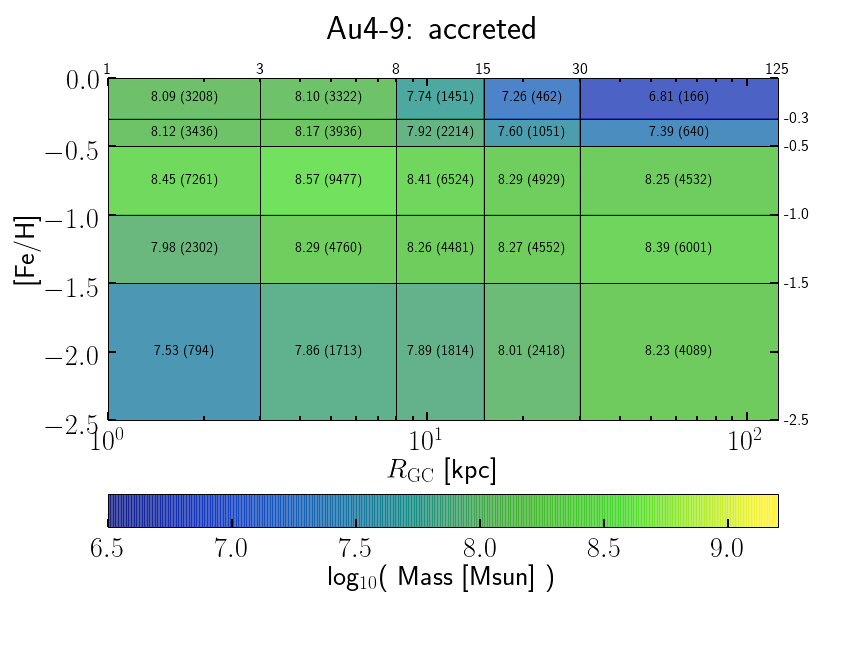 Au4-9: accreted
1 3 8 15 30 125
0.0 8.09 (3208) 8.10 (3322) 7.74 (1451) 7.26 (462) 6.81 (166)
-0.3
8.12 (3436) 8.17 (3936) 7.92 (2214) 7.60 (1051) 7.39 (640)
−0.5 -0.5
8.45 (7261) 8.57 (9477) 8.41 (6524) 8.29 (4929) 8.25 (4532)
−1.0 -1.0
[Fe/H] 7.98 (2302) 8.29 (4760) 8.26 (4481) 8.27 (4552) 8.39 (6001)
−1.5 -1.5
7.53 (794) 7.86 (1713) 7.89 (1814) 8.01 (2418) 8.23 (4089)
−2.0
−2.5 -2.5
10⁰ 10¹ 10²
R_GC [kpc]
6.5 7.0 7.5 8.0 8.5 9.0
log₁₀( Mass [Msun] )